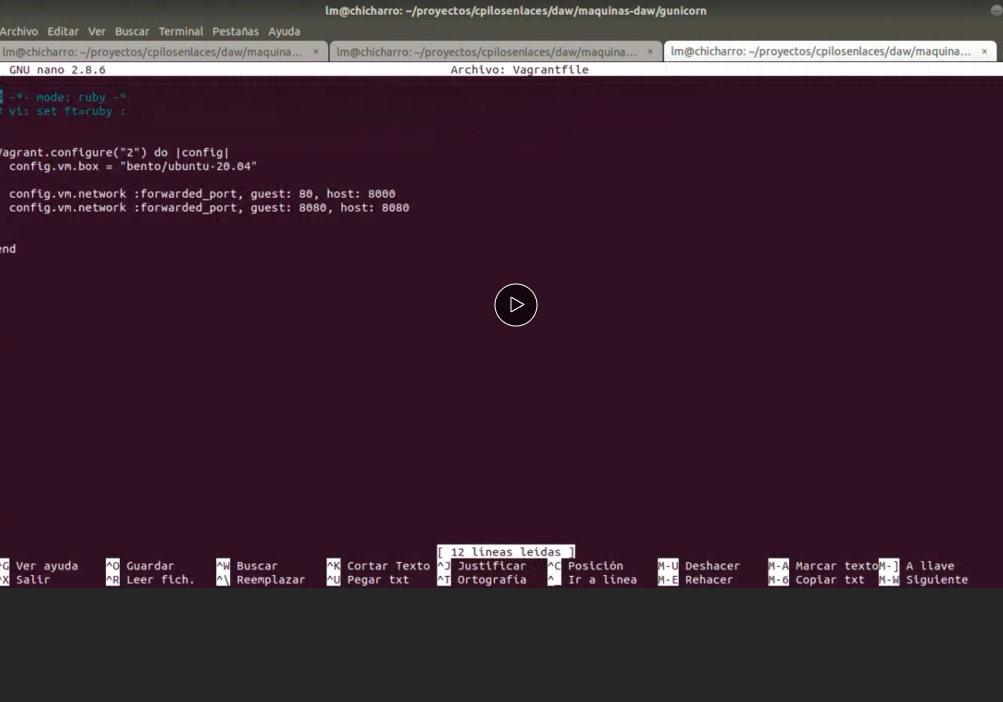 lm@chicharro: ~/proyectos/cpilosenlaces/daw/maquinas-daw/gunicorn
Archivo Editar Ver Buscar Terminal Pestañas Ayuda
lm@chicharro: ~/proyectos/cpilosenlaces/daw/maquina... × lm@chicharro: ~/proyectos/cpilosenlaces/daw/maquina... × lm@chicharro: ~/proyectos/cpilosenlaces/daw/maquina... ×
GNU nano 2.8.6 Archivo: Vagrantfile
# -*- mode: ruby -*
# vi: set ft=ruby :
Vagrant.configure("2") do |config|
config.vm.box = "bento/ubuntu-20.04"
config.vm.network :forwarded_port, guest: 80, host: 8000
config.vm.network :forwarded_port, guest: 8080, host: 8080
end
[ 12 líneas leídas ]
^G Ver ayuda ^O Guardar ^W Buscar ^K Cortar Texto ^J Justificar ^C Posición M-U Deshacer M-A Marcar texto M-] A llave
^X Salir ^R Leer fich. ^\ Reemplazar ^U Pegar txt ^T Ortografía ^_ Ir a línea M-E Rehacer M-6 Copiar txt M-W Siguiente